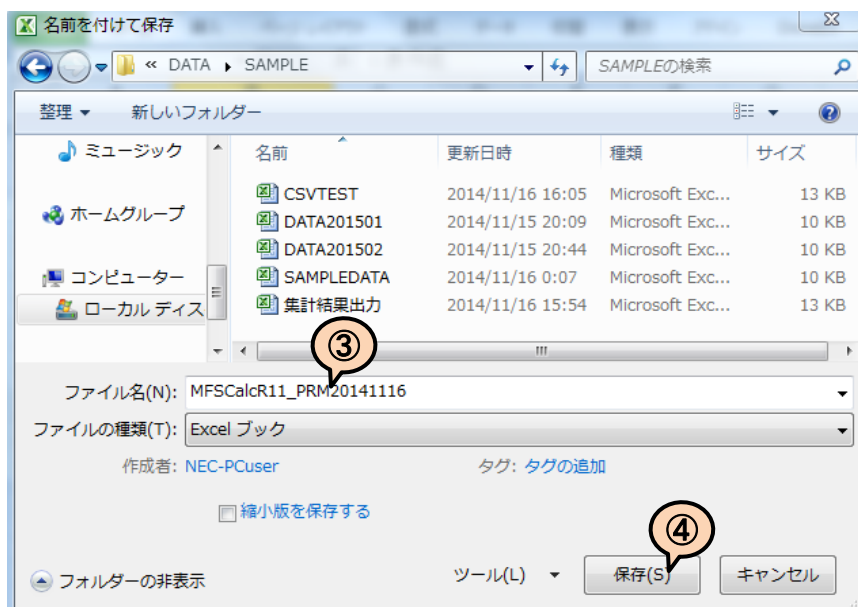 名前を付けて保存
« DATA ▸ SAMPLE
SAMPLEの検索
整理 ▼ 新しいフォルダー
ミュージック
ホームグループ
コンピューター
ローカル ディス
名前 更新日時 種類 サイズ
CSVTEST 2014/11/16 16:05 Microsoft Exc... 13 KB
DATA201501 2014/11/15 20:09 Microsoft Exc... 10 KB
DATA201502 2014/11/15 20:44 Microsoft Exc... 10 KB
SAMPLEDATA 2014/11/16 0:07 Microsoft Exc... 10 KB
集計結果出力 2014/11/16 15:54 Microsoft Exc... 13 KB
③
ファイル名(N): MFSCalcR11_PRM20141116
ファイルの種類(T): Excel ブック
作成者: NEC-PCuser タグ: タグの追加
縮小版を保存する
④
フォルダーの非表示 ツール(L) ▼ 保存(S) キャンセル